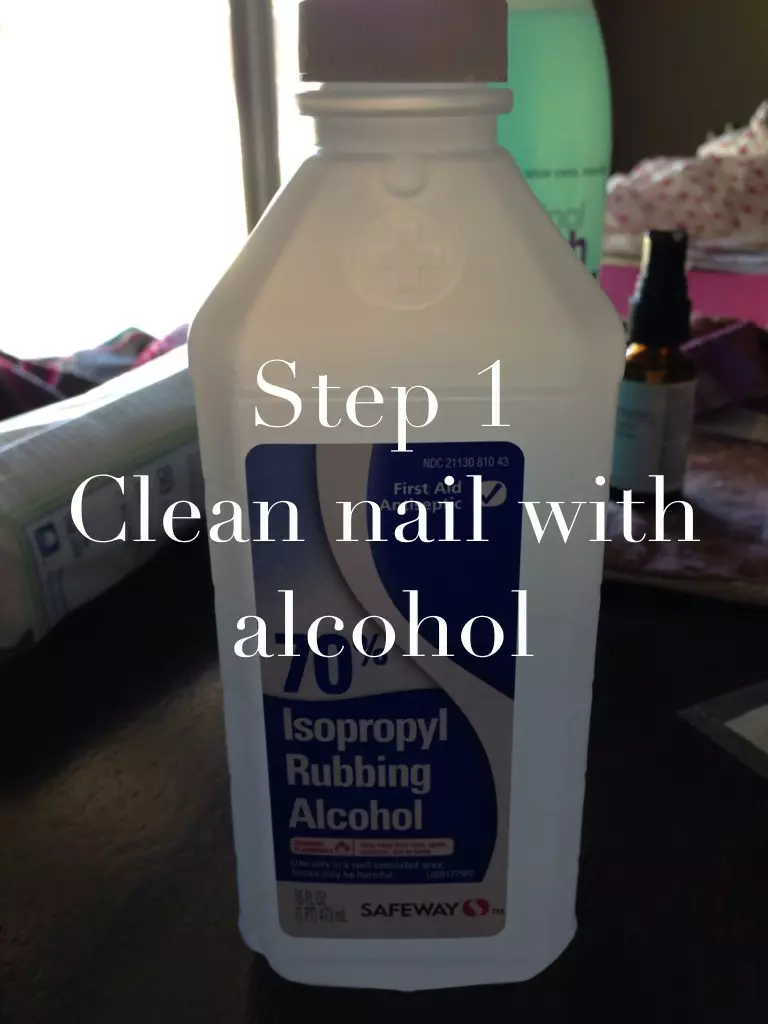 Step 1
Clean nail with
alcohol
NDC 21130 810 43
First Aid
Antiseptic
70%
Isopropyl
Rubbing
Alcohol
Use only in a well ventilated area;
fumes may be harmful.
16 FL OZ
(1 PT) 473 mL
SAFEWAY